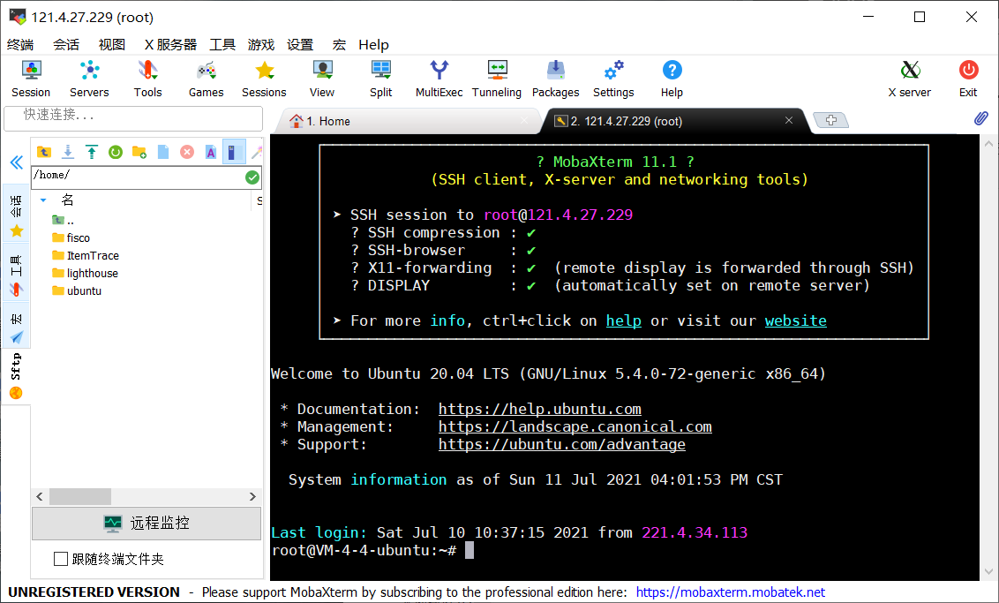 121.4.27.229 (root)
终端 会话 视图 X 服务器 工具 游戏 设置 宏 Help
Session Servers Tools Games Sessions View Split MultiExec Tunneling Packages Settings Help X server Exit
快速连接...
1. Home
2. 121.4.27.229 (root)
/home/
名 S
..
fisco
ItemTrace
lighthouse
ubuntu
会话
工具
宏
Sftp
远程监控
跟随终端文件夹
? MobaXterm 11.1 ?
(SSH client, X-server and networking tools)
➤ SSH session to root@121.4.27.229
? SSH compression : ✔
? SSH-browser : ✔
? X11-forwarding : ✔ (remote display is forwarded through SSH)
? DISPLAY : ✔ (automatically set on remote server)
➤ For more info, ctrl+click on help or visit our website
Welcome to Ubuntu 20.04 LTS (GNU/Linux 5.4.0-72-generic x86_64)
* Documentation: https://help.ubuntu.com
* Management: https://landscape.canonical.com
* Support: https://ubuntu.com/advantage
System information as of Sun 11 Jul 2021 04:01:53 PM CST
Last login: Sat Jul 10 10:37:15 2021 from 221.4.34.113
root@VM-4-4-ubuntu:~#
UNREGISTERED VERSION - Please support MobaXterm by subscribing to the professional edition here: https://mobaxterm.mobatek.net